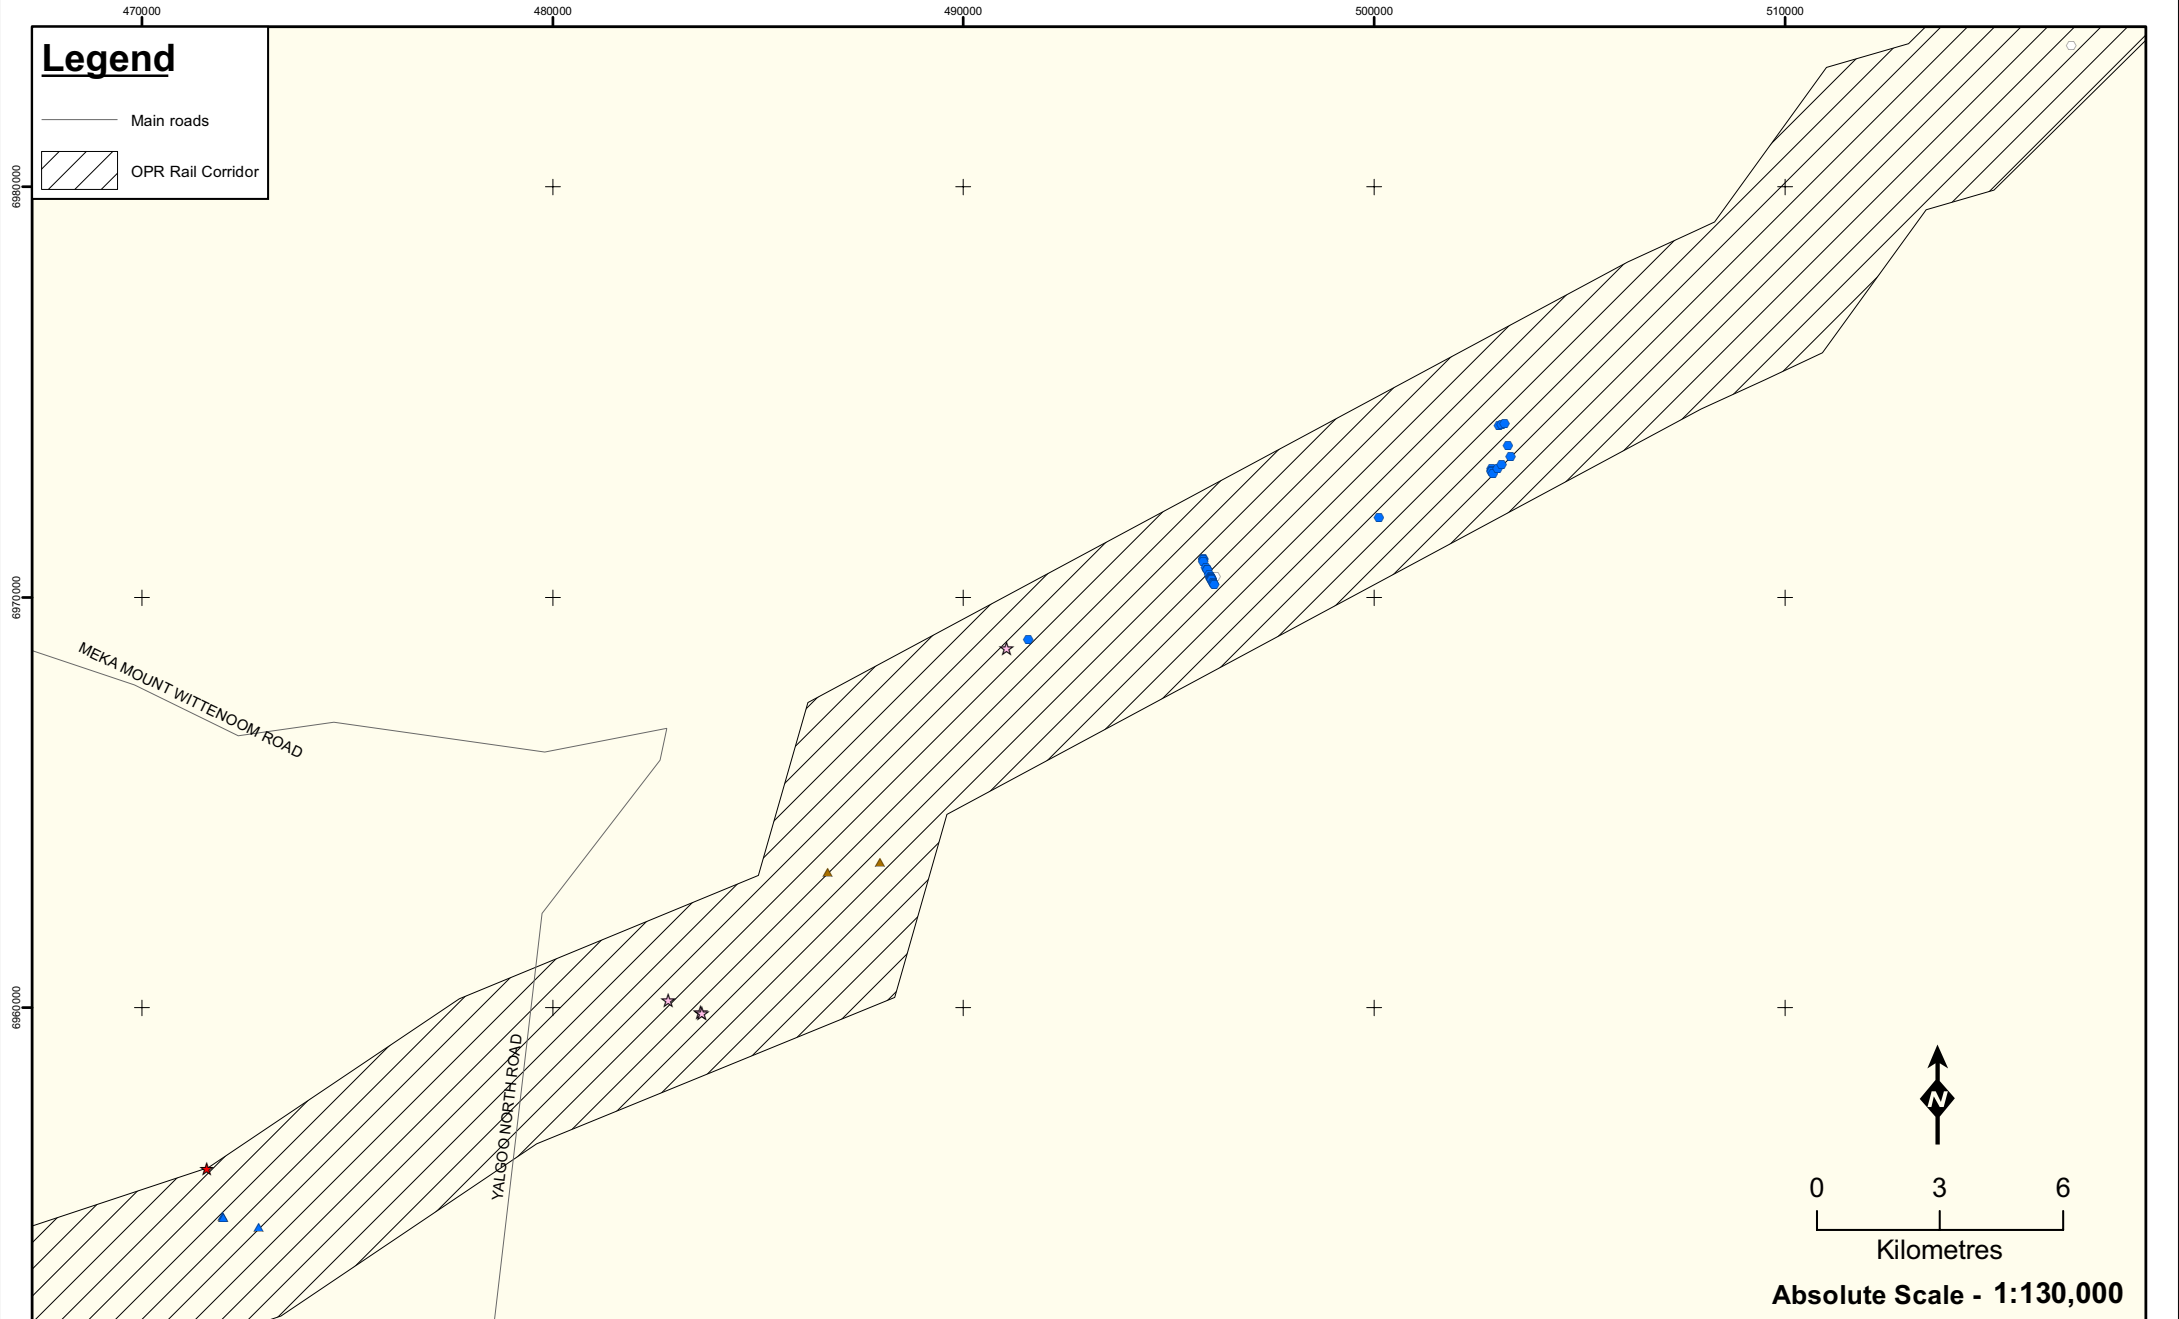 470000
480000
490000
500000
510000
Legend
Main roads
OPR Rail Corridor
6980000
6970000
6960000
MEKA MOUNT WITTENOOM ROAD
YALGOO NORTH ROAD
N
0 3 6
Kilometres
Absolute Scale - 1:130,000